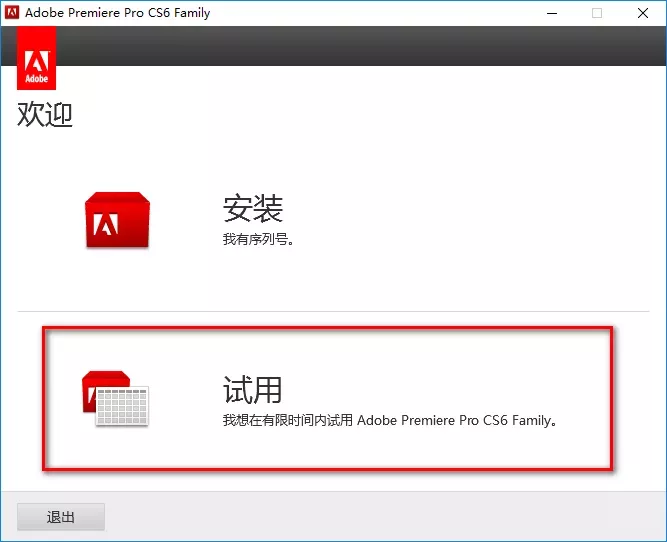 Adobe Premiere Pro CS6 Family
Adobe
欢迎
安装
我有序列号。
试用
我想在有限时间内试用 Adobe Premiere Pro CS6 Family。
退出